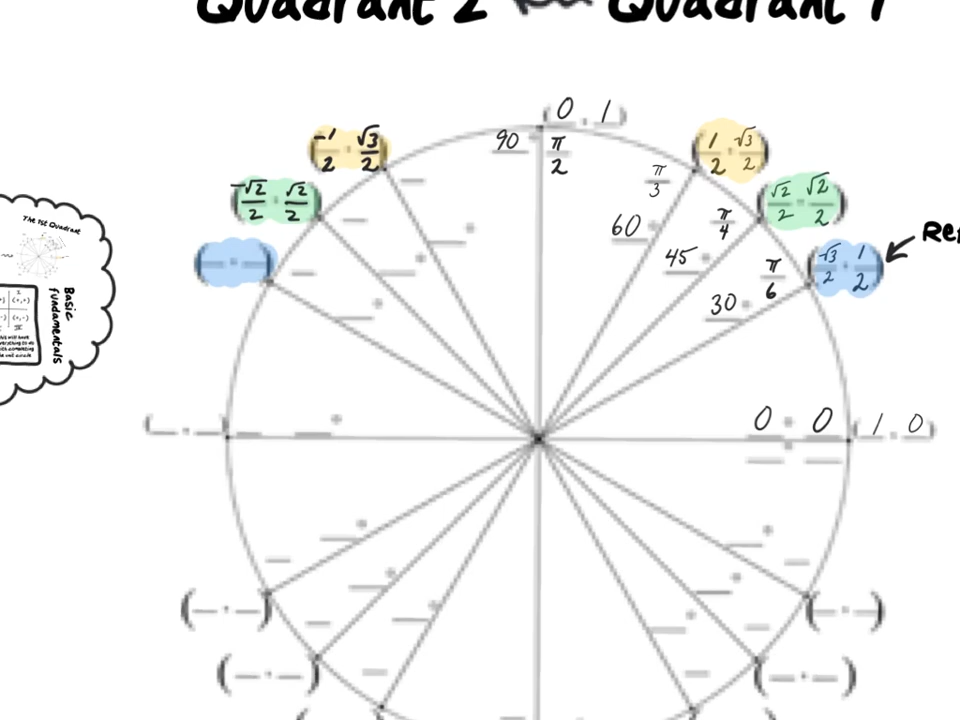 Quadrant 2 Quadrant 1
(0, 1)
90° π/2
(-1/2, √3/2)
(1/2, √3/2)
(-√2/2, √2/2)
π/3
(√2/2, √2/2)
60° π/4
45° π/6
(√3/2, 1/2)
Ref
30°
The 1st Quadrant
Basic
fundamentals
0° 0 (1, 0)